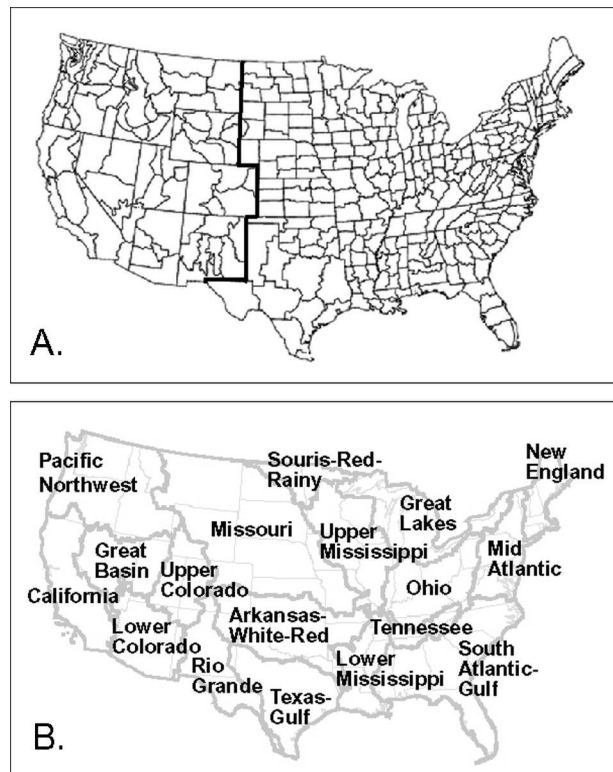 A.
Pacific
Northwest
Souris-Red-
Rainy
New
England
Missouri
Great
Lakes
Upper
Mississippi
Mid
Atlantic
Great
Basin
Upper
Colorado
Ohio
California
Arkansas-
White-Red
Tennessee
Lower
Colorado
South
Atlantic-
Gulf
Rio
Grande
Lower
Mississippi
Texas-
Gulf
B.